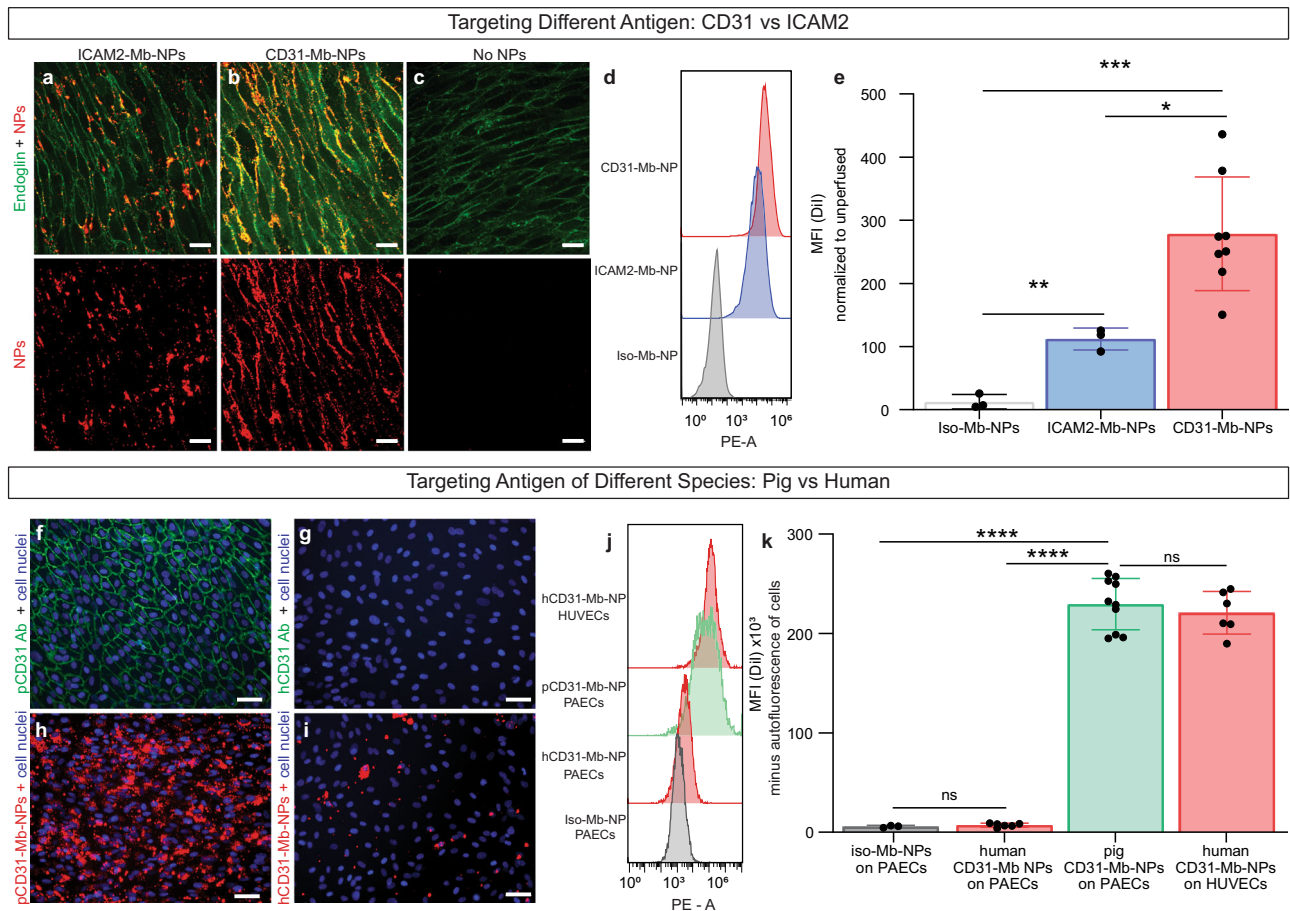 Targeting Different Antigen: CD31 vs ICAM2
ICAM2-Mb-NPs
CD31-Mb-NPs
No NPs
Endoglin + NPs
NPs
a
b
c
d
CD31-Mb-NP
ICAM2-Mb-NP
Iso-Mb-NP
10⁰ 10³ 10⁶
PE-A
e
MFI (DiI)
normalized to unperfused
500
400
300
200
100
0
***
*
**
Iso-Mb-NPs
ICAM2-Mb-NPs
CD31-Mb-NPs
Targeting Antigen of Different Species: Pig vs Human
f
pCD31 Ab + cell nuclei
g
hCD31 Ab + cell nuclei
h
pCD31-Mb-NPs + cell nuclei
i
hCD31-Mb-NPs + cell nuclei
j
hCD31-Mb-NP
HUVECs
pCD31-Mb-NP
PAECs
hCD31-Mb-NP
PAECs
Iso-Mb-NP
PAECs
10⁰ 10³ 10⁶
PE - A
k
MFI (DiI) x10³
minus autofluorescence of cells
300
200
100
0
****
****
ns
ns
iso-Mb-NPs
on PAECs
human
CD31-Mb NPs
on PAECs
pig
CD31-Mb-NPs
on PAECs
human
CD31-Mb-NPs
on HUVECs